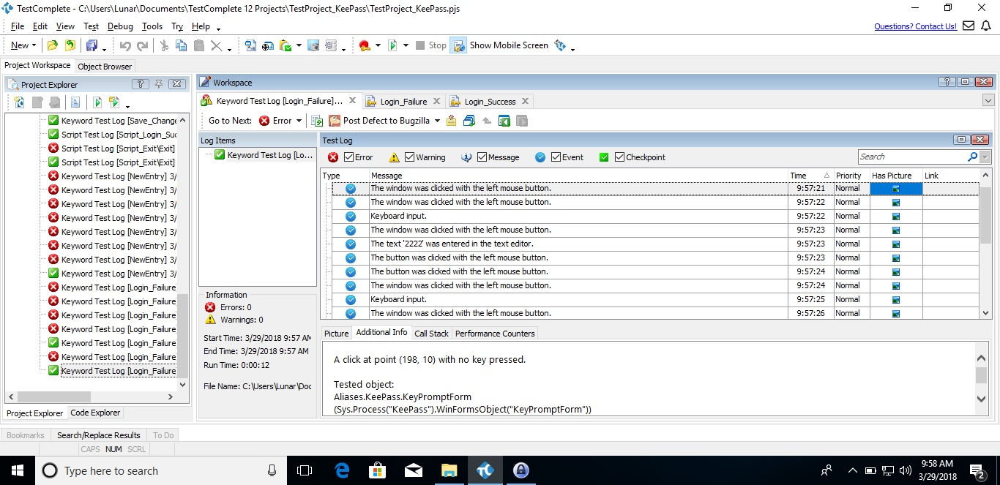 TestComplete - C:\Users\Lunar\Documents\TestComplete 12 Projects\TestProject_KeePass\TestProject_KeePass.pjs
File Edit View Test Debug Tools Try Help
Questions? Contact Us!
New Stop Show Mobile Screen
Project Workspace Object Browser
Project Explorer
Keyword Test Log [Save_Change
Script Test Log [Script_Login_Suc
Script Test Log [Script_Exit\Exit]
Script Test Log [Script_Exit\Exit]
Keyword Test Log [NewEntry] 3/
Keyword Test Log [NewEntry] 3/
Keyword Test Log [NewEntry] 3/
Keyword Test Log [NewEntry] 3/
Keyword Test Log [NewEntry] 3/
Keyword Test Log [NewEntry] 3/
Keyword Test Log [NewEntry] 3/
Keyword Test Log [NewEntry] 3/
Keyword Test Log [Login_Failure
Keyword Test Log [Login_Failure
Keyword Test Log [Login_Failure
Keyword Test Log [Login_Failure
Keyword Test Log [Login_Failure
Keyword Test Log [Login_Failure
Keyword Test Log [Login_Failure
Project Explorer Code Explorer
Workspace
Keyword Test Log [Login_Failure]... Login_Failure Login_Success
Go to Next: Error Post Defect to Bugzilla
Log Items
Keyword Test Log [Lo...
Information
Errors: 0
Warnings: 0
Start Time: 3/29/2018 9:57 AM
End Time: 3/29/2018 9:57 AM
Run Time: 0:00:12
File Name: C:\Users\Lunar\Doc
Test Log
Error Warning Message Event Checkpoint
Search
Type Message Time Priority Has Picture Link
The window was clicked with the left mouse button. 9:57:21 Normal
The window was clicked with the left mouse button. 9:57:22 Normal
Keyboard input. 9:57:22 Normal
The window was clicked with the left mouse button. 9:57:23 Normal
The text '2222' was entered in the text editor. 9:57:23 Normal
The button was clicked with the left mouse button. 9:57:23 Normal
The button was clicked with the left mouse button. 9:57:24 Normal
The window was clicked with the left mouse button. 9:57:24 Normal
Keyboard input. 9:57:25 Normal
The window was clicked with the left mouse button. 9:57:26 Normal
Picture Additional Info Call Stack Performance Counters
A click at point (198, 10) with no key pressed.
Tested object:
Aliases.KeePass.KeyPromptForm
(Sys.Process("KeePass").WinFormsObject("KeyPromptForm"))
Bookmarks Search/Replace Results To Do
CAPS NUM SCRL
Type here to search
9:58 AM
3/29/2018
2